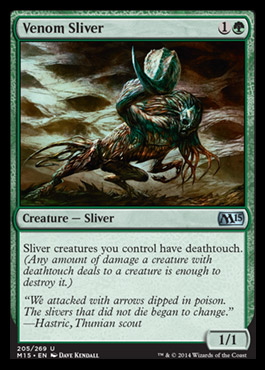 Venom Sliver 1
Creature — Sliver M15
Sliver creatures you control have deathtouch.
(Any amount of damage a creature with
deathtouch deals to a creature is enough to
destroy it.)
“We attacked with arrows dipped in poison.
The slivers that did not die began to change.”
—Hastric, Thunian scout
1/1
205/269 U
M15 • EN DAVE KENDALL
™ & © 2014 Wizards of the Coast